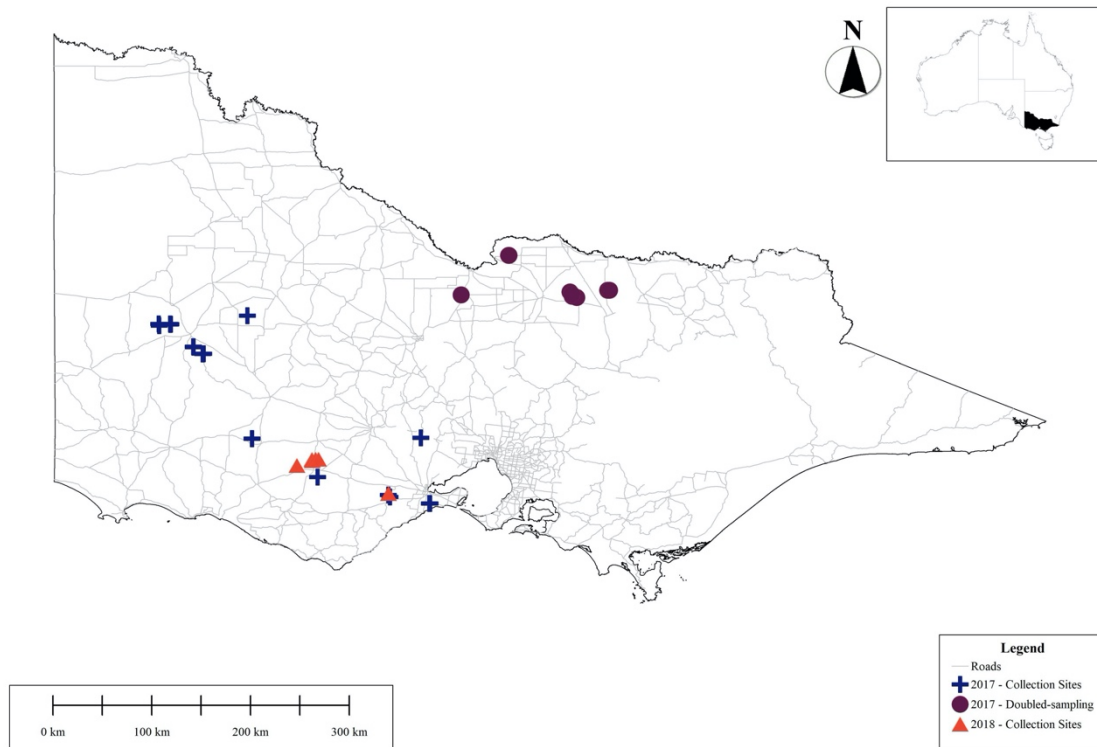 N
Legend
Roads
2017 - Collection Sites
2017 - Doubled-sampling
2018 - Collection Sites
0 km 100 km 200 km 300 km